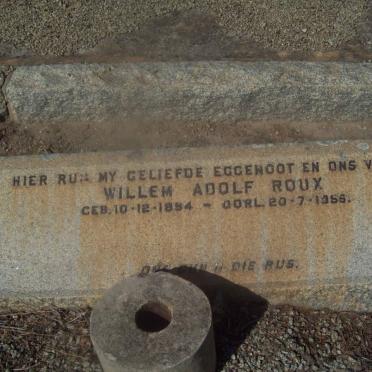 HIER RUS MY GELIEFDE EGGENOOT EN ONS V
WILLEM ADOLF ROUX
GEB. 10-12-1894 - OORL. 20-7-1956.
DIE RUS.